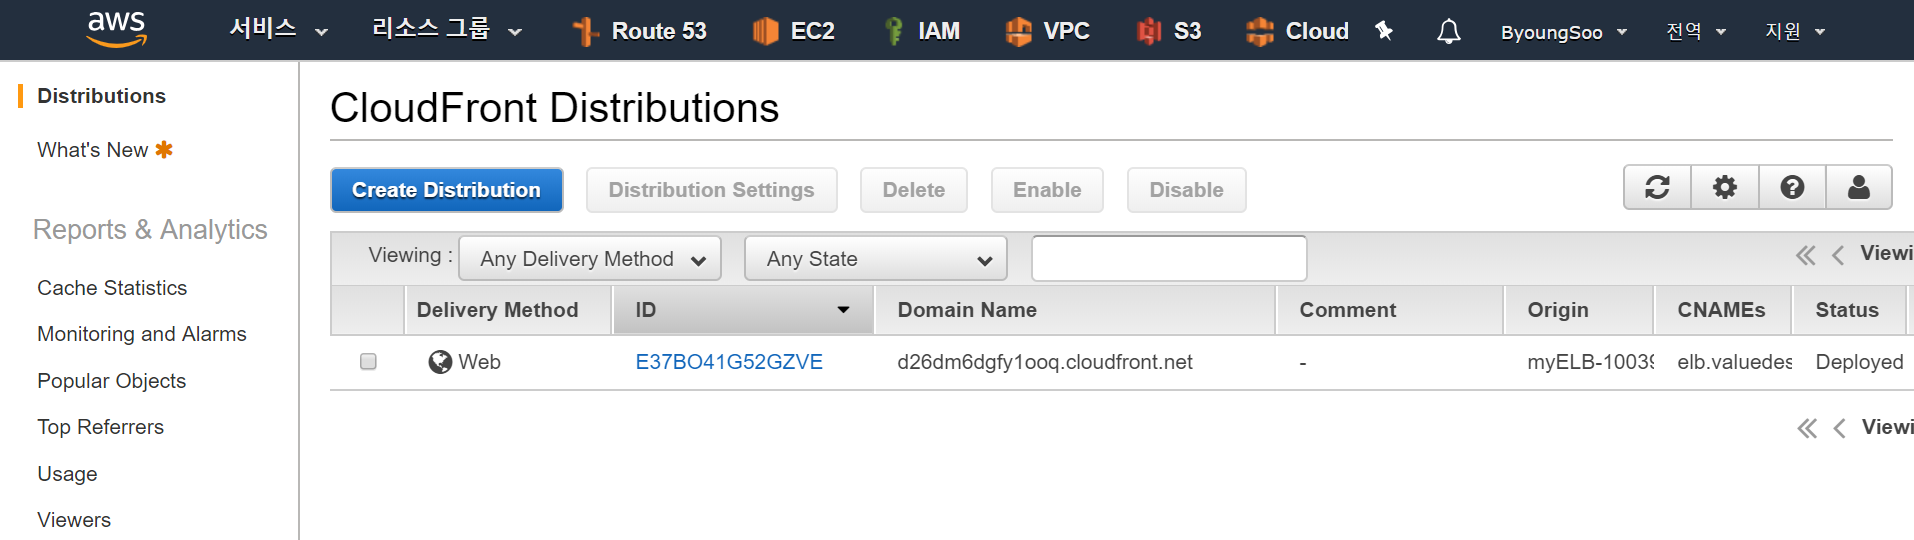 aws 서비스 리소스 그룹 Route 53 EC2 IAM VPC S3 Cloud ByoungSoo 전역 지원
Distributions
What's New
Reports & Analytics
Cache Statistics
Monitoring and Alarms
Popular Objects
Top Referrers
Usage
Viewers
CloudFront Distributions
Create Distribution Distribution Settings Delete Enable Disable
Viewing : Any Delivery Method Any State Viewi
Delivery Method ID Domain Name Comment Origin CNAMEs Status
Web E37BO41G52GZVE d26dm6dgfy1ooq.cloudfront.net - myELB-10039 elb.valuedes Deployed
Viewi